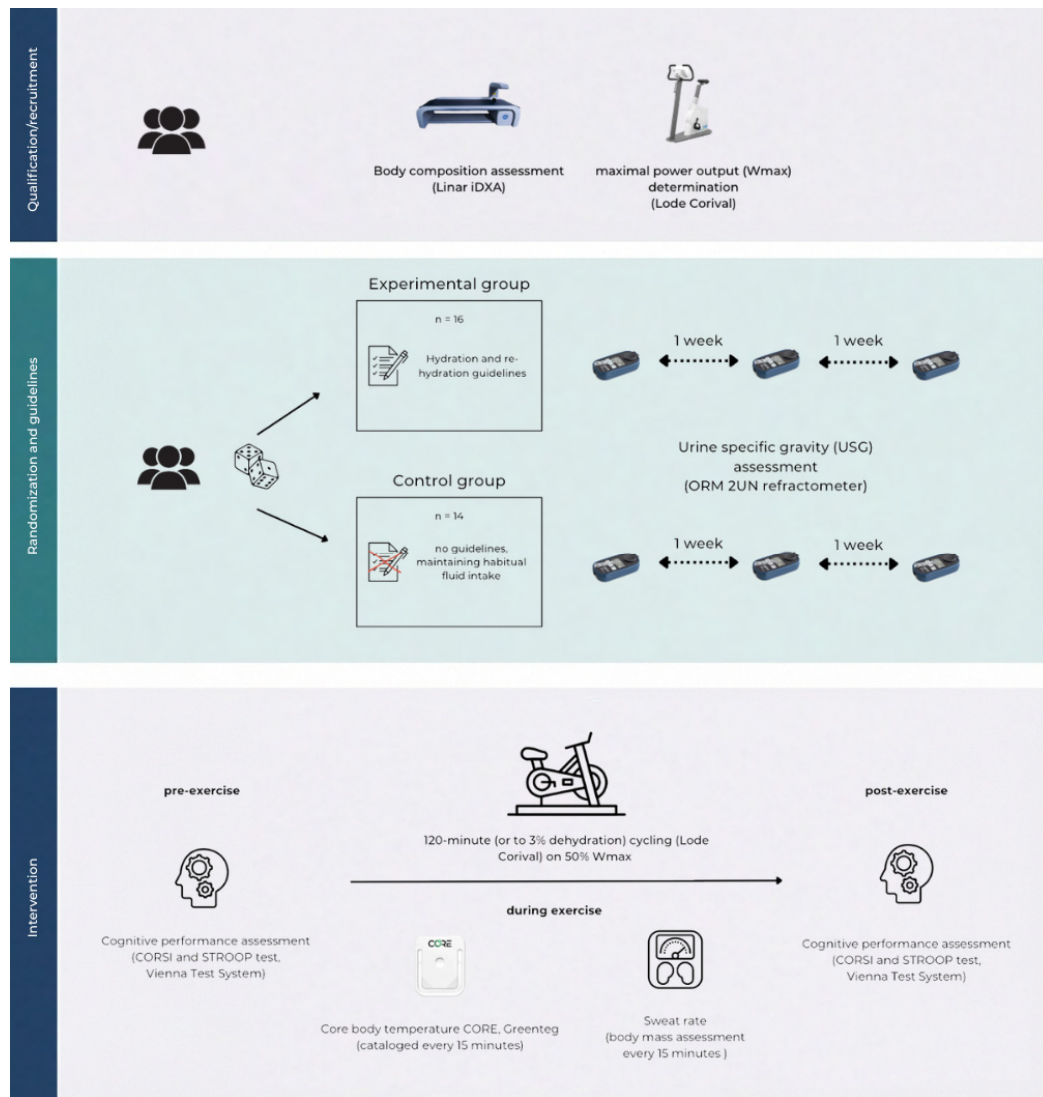 Qualification/recruitment
Body composition assessment
(Linar iDXA)
maximal power output (Wmax)
determination
(Lode Corival)
Randomization and guidelines
Experimental group
n = 16
Hydration and re-
hydration guidelines
1 week
1 week
Urine specific gravity (USG)
assessment
(ORM 2UN refractometer)
Control group
n = 14
no guidelines,
maintaining habitual
fluid intake
1 week
1 week
Intervention
pre-exercise
Cognitive performance assessment
(CORSI and STROOP test,
Vienna Test System)
120-minute (or to 3% dehydration) cycling (Lode
Corival) on 50% Wmax
during exercise
CORE
Core body temperature CORE, Greenteg
(cataloged every 15 minutes)
Sweat rate
(body mass assessment
every 15 minutes )
post-exercise
Cognitive performance assessment
(CORSI and STROOP test,
Vienna Test System)